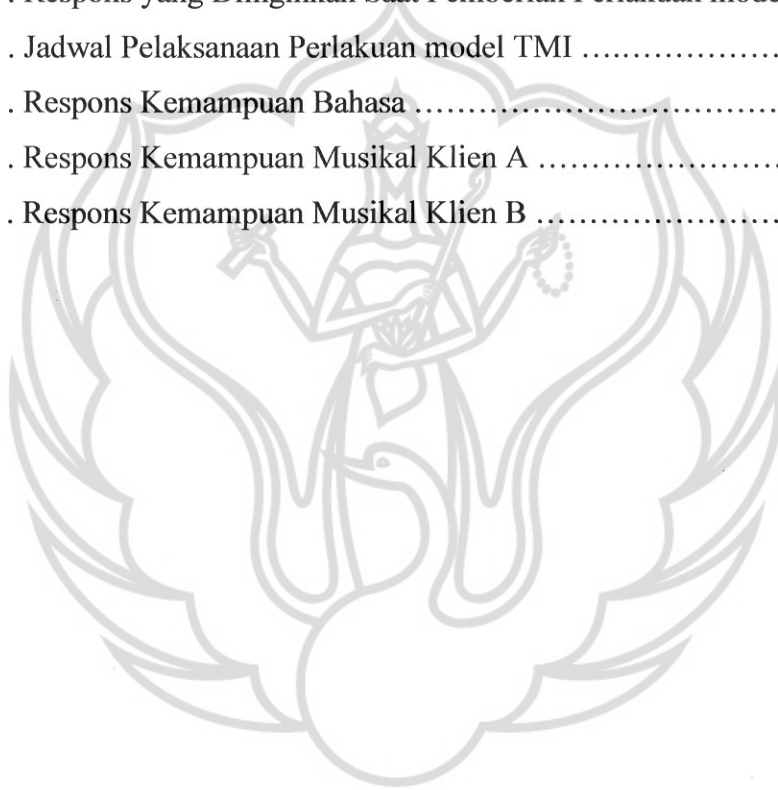 . Respons yang Diinginkan Saat Pemberian Perlakuan mode
. Jadwal Pelaksanaan Perlakuan model TMI ....................
. Respons Kemampuan Bahasa ....................................
. Respons Kemampuan Musikal Klien A ........................
. Respons Kemampuan Musikal Klien B ........................